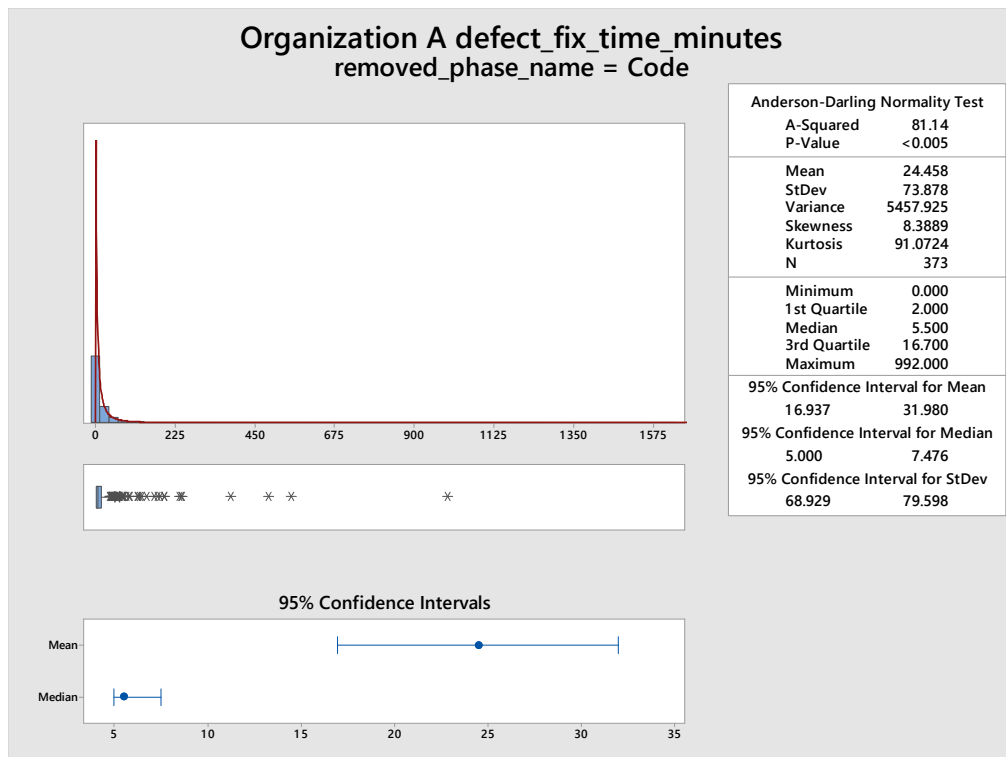 Organization A defect_fix_time_minutes
removed_phase_name = Code
Anderson-Darling Normality Test
A-Squared 81.14
P-Value <0.005
Mean 24.458
StDev 73.878
Variance 5457.925
Skewness 8.3889
Kurtosis 91.0724
N 373
Minimum 0.000
1st Quartile 2.000
Median 5.500
3rd Quartile 16.700
Maximum 992.000
95% Confidence Interval for Mean
16.937 31.980
95% Confidence Interval for Median
5.000 7.476
95% Confidence Interval for StDev
68.929 79.598
0 225 450 675 900 1125 1350 1575
95% Confidence Intervals
Mean
Median
5 10 15 20 25 30 35